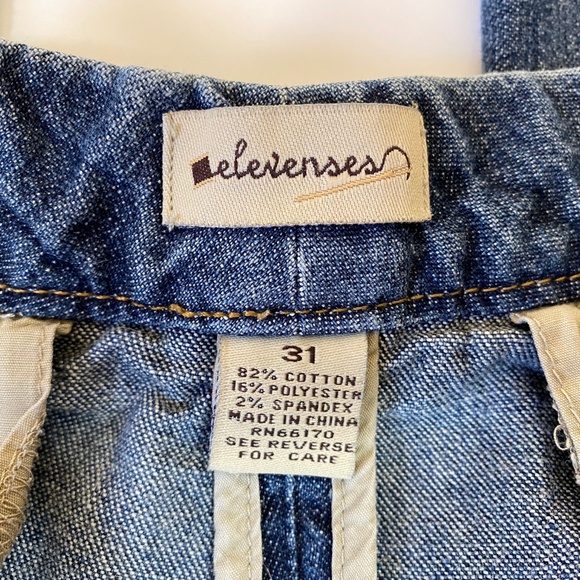 elevenses
31
82% COTTON
16% POLYESTER
2% SPANDEX
MADE IN CHINA
RN66170
SEE REVERSE
FOR CARE